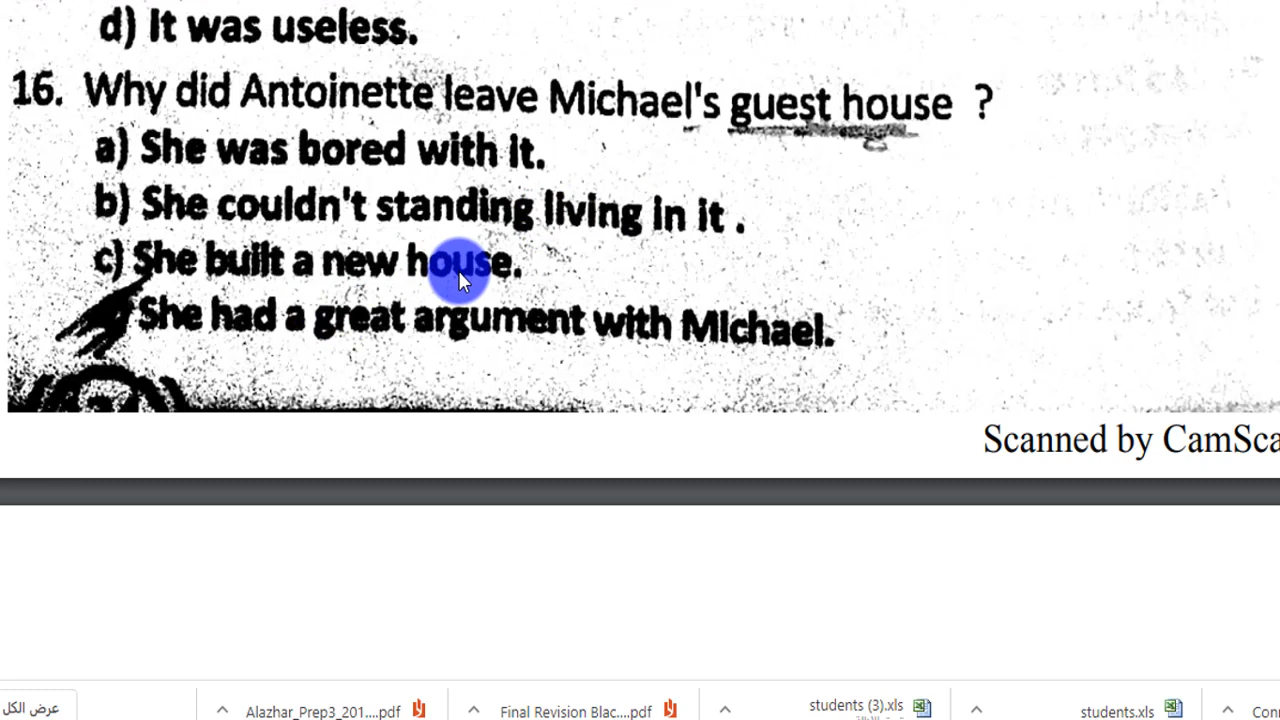 d) It was useless.
16. Why did Antoinette leave Michael's guest house ?
a) She was bored with it.
b) She couldn't standing living in it .
c) She built a new house.
She had a great argument with Michael.
Scanned by CamSca
عرض الكل
Alazhar_Prep3_201....pdf
Final Revision Blac....pdf
students (3).xls
students.xls
Con